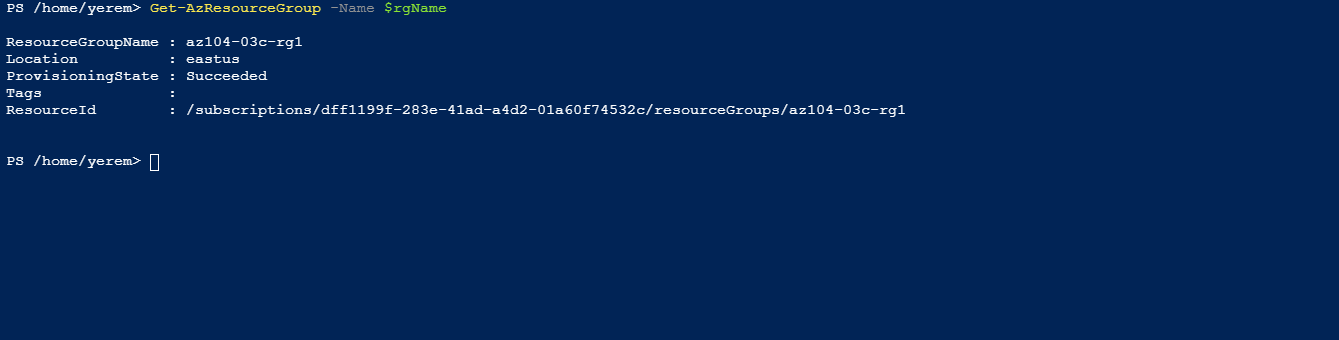 PS /home/yerem> Get-AzResourceGroup -Name $rgName
ResourceGroupName : az104-03c-rg1
Location          : eastus
ProvisioningState : Succeeded
Tags              :
ResourceId        : /subscriptions/dff1199f-283e-41ad-a4d2-01a60f74532c/resourceGroups/az104-03c-rg1
PS /home/yerem>